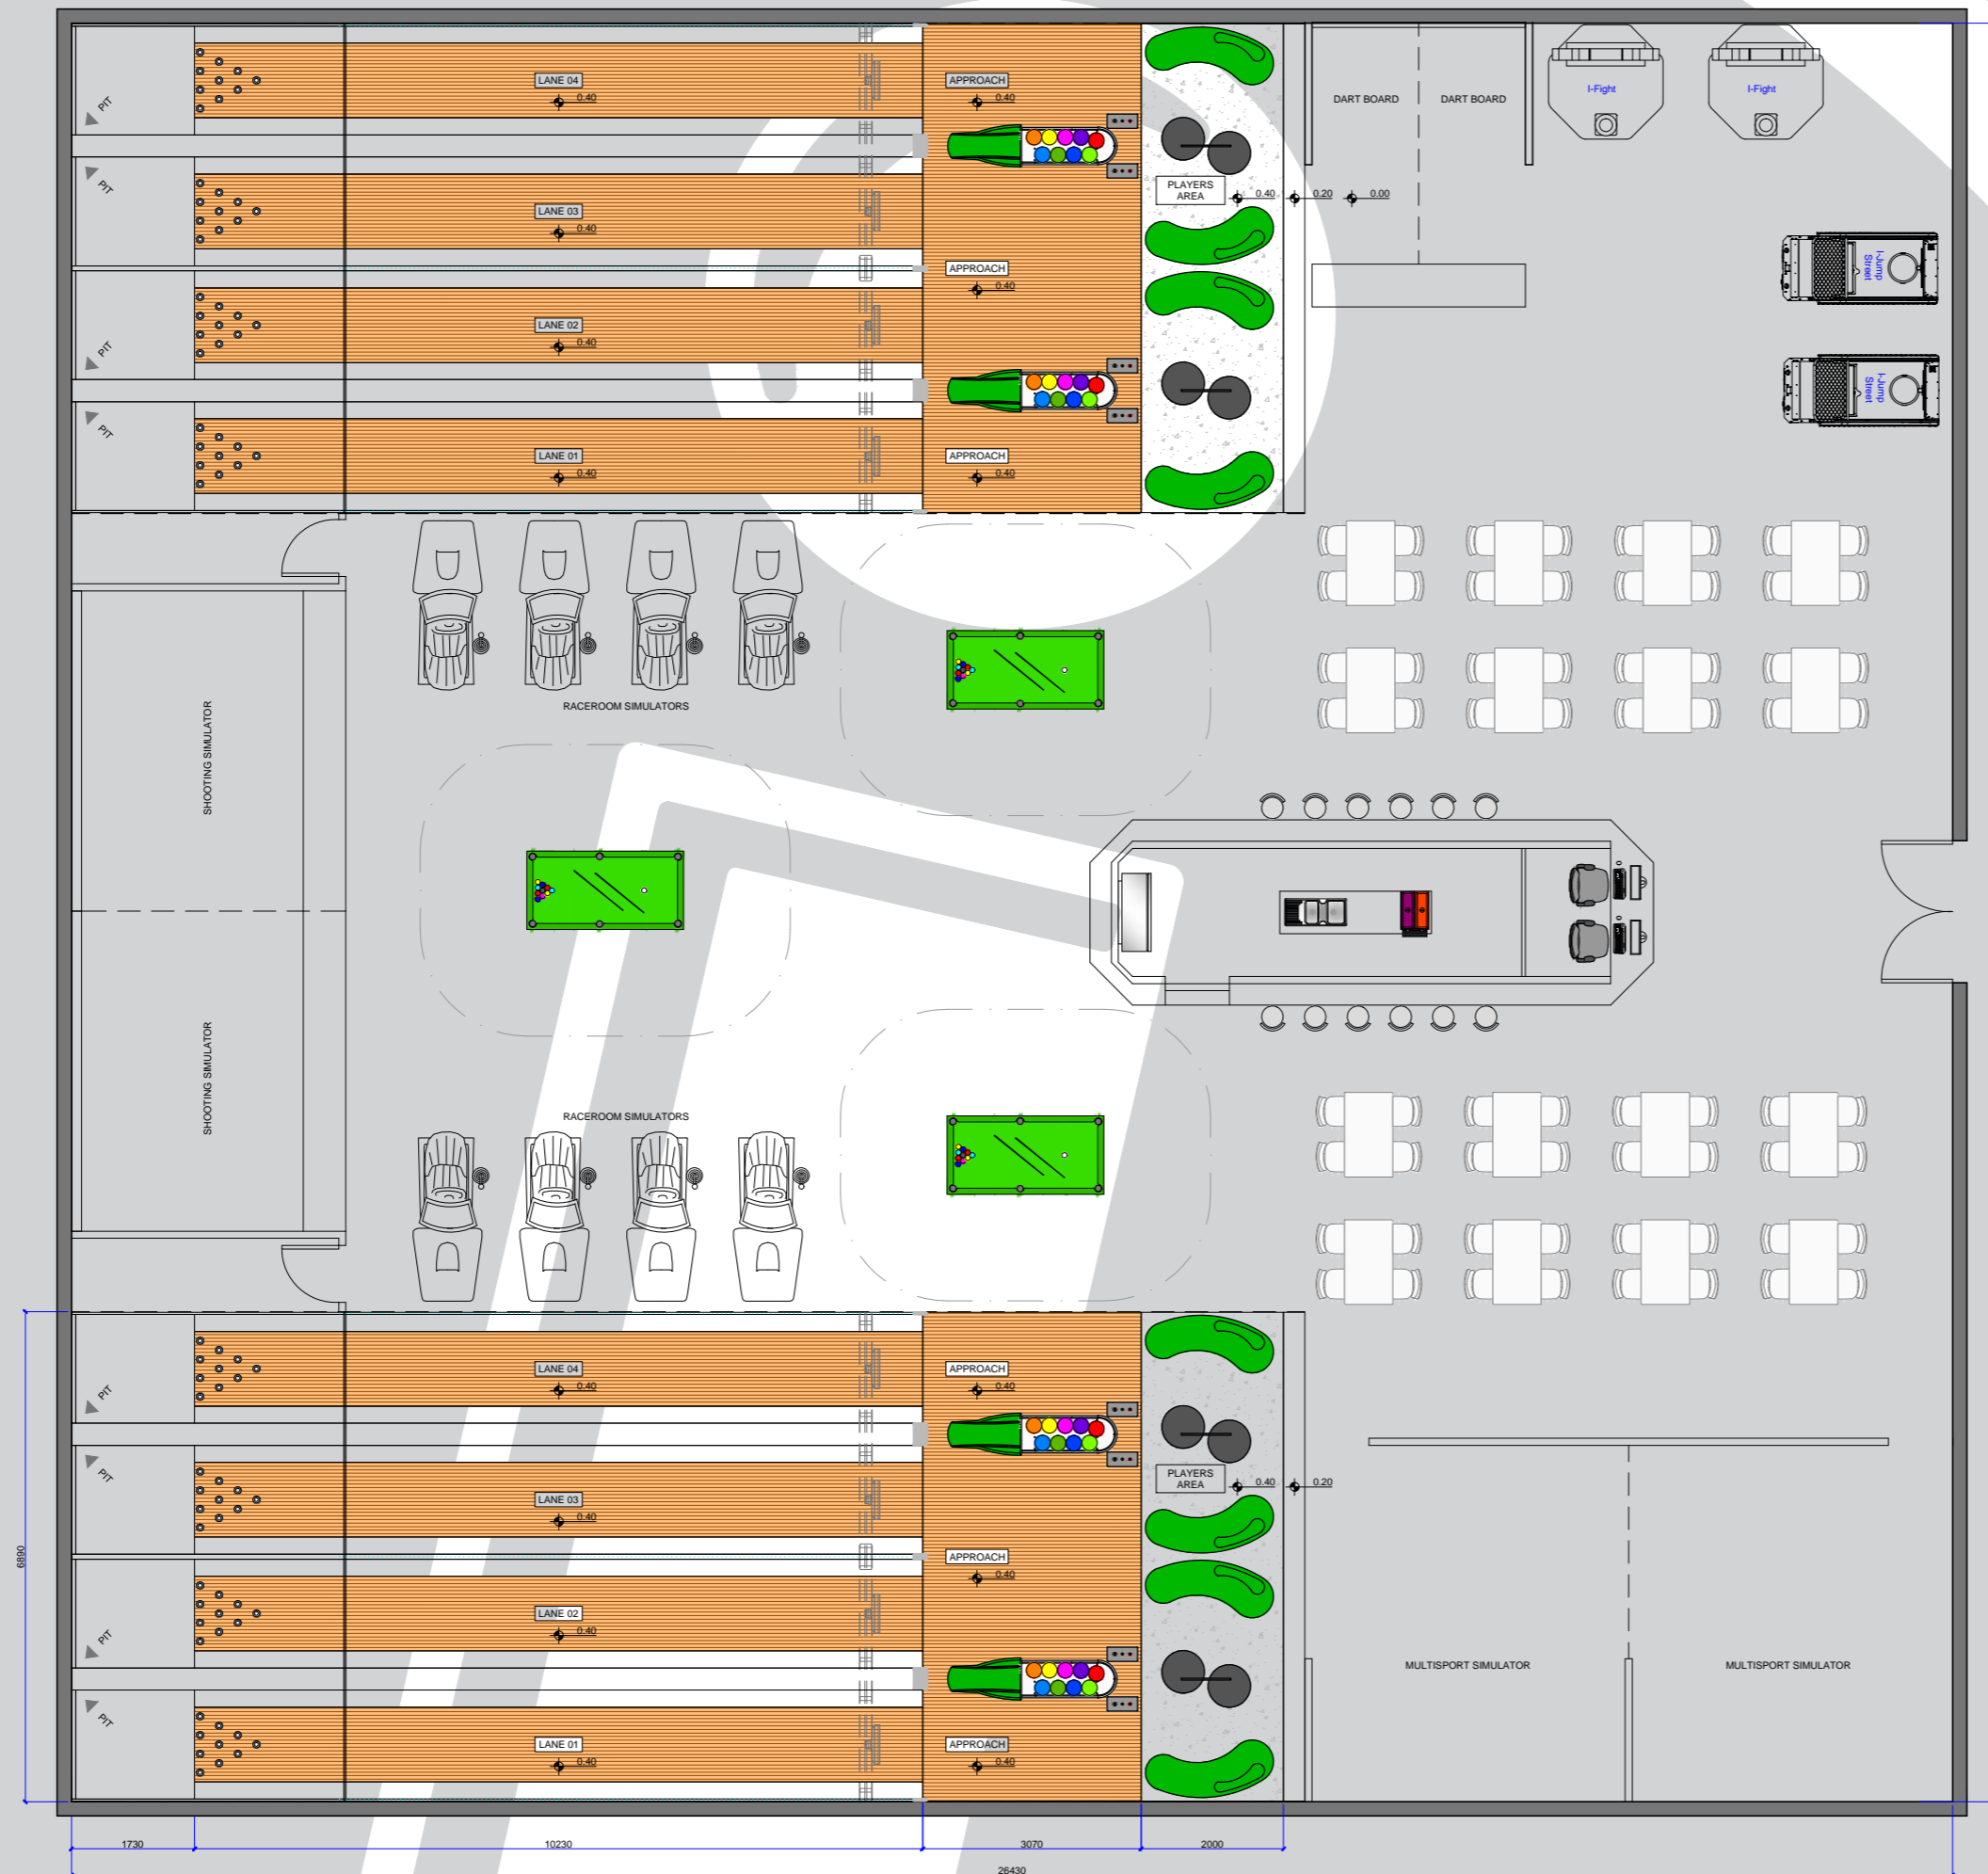 LANE 04
0.40
APPROACH
0.40
DART BOARD
DART BOARD
I-Fight
I-Fight
PIT
PIT
PLAYERS
AREA
0.40
0.20
0.00
LANE 03
0.40
APPROACH
0.40
I-Jump
Street
LANE 02
0.40
PIT
I-Jump
Street
PIT
LANE 01
0.40
APPROACH
0.40
RACEROOM SIMULATORS
SHOOTING SIMULATOR
SHOOTING SIMULATOR
RACEROOM SIMULATORS
LANE 04
0.40
APPROACH
0.40
PIT
PIT
PLAYERS
AREA
0.40
0.20
LANE 03
0.40
APPROACH
0.40
6890
LANE 02
0.40
PIT
MULTISPORT SIMULATOR
MULTISPORT SIMULATOR
PIT
LANE 01
0.40
APPROACH
0.40
1730
10230
3070
2000
26430